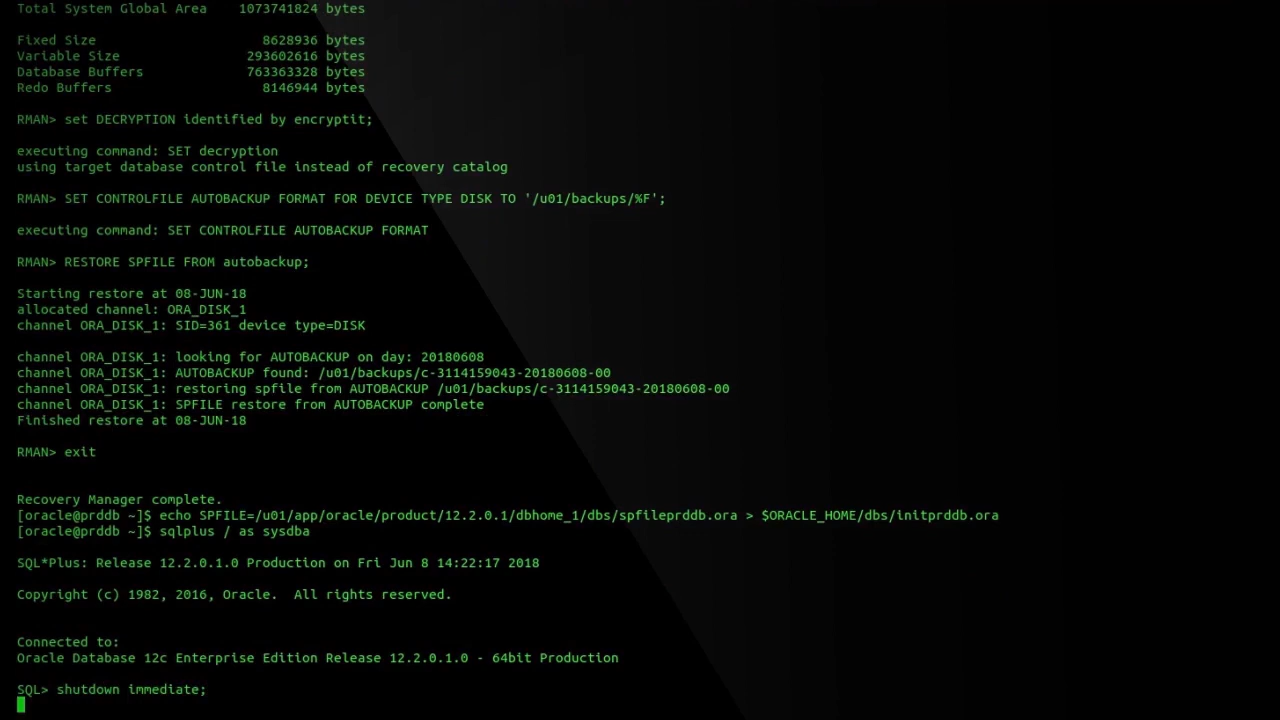 Total System Global Area    1073741824 bytes
Fixed Size                     8628936 bytes
Variable Size                293602616 bytes
Database Buffers             763363328 bytes
Redo Buffers                   8146944 bytes
RMAN> set DECRYPTION identified by encryptit;
executing command: SET decryption
using target database control file instead of recovery catalog
RMAN> SET CONTROLFILE AUTOBACKUP FORMAT FOR DEVICE TYPE DISK TO '/u01/backups/%F';
executing command: SET CONTROLFILE AUTOBACKUP FORMAT
RMAN> RESTORE SPFILE FROM autobackup;
Starting restore at 08-JUN-18
allocated channel: ORA_DISK_1
channel ORA_DISK_1: SID=361 device type=DISK
channel ORA_DISK_1: looking for AUTOBACKUP on day: 20180608
channel ORA_DISK_1: AUTOBACKUP found: /u01/backups/c-3114159043-20180608-00
channel ORA_DISK_1: restoring spfile from AUTOBACKUP /u01/backups/c-3114159043-20180608-00
channel ORA_DISK_1: SPFILE restore from AUTOBACKUP complete
Finished restore at 08-JUN-18
RMAN> exit
Recovery Manager complete.
[oracle@prddb ~]$ echo SPFILE=/u01/app/oracle/product/12.2.0.1/dbhome_1/dbs/spfileprddb.ora > $ORACLE_HOME/dbs/initprddb.ora
[oracle@prddb ~]$ sqlplus / as sysdba
SQL*Plus: Release 12.2.0.1.0 Production on Fri Jun 8 14:22:17 2018
Copyright (c) 1982, 2016, Oracle.  All rights reserved.
Connected to:
Oracle Database 12c Enterprise Edition Release 12.2.0.1.0 - 64bit Production
SQL> shutdown immediate;